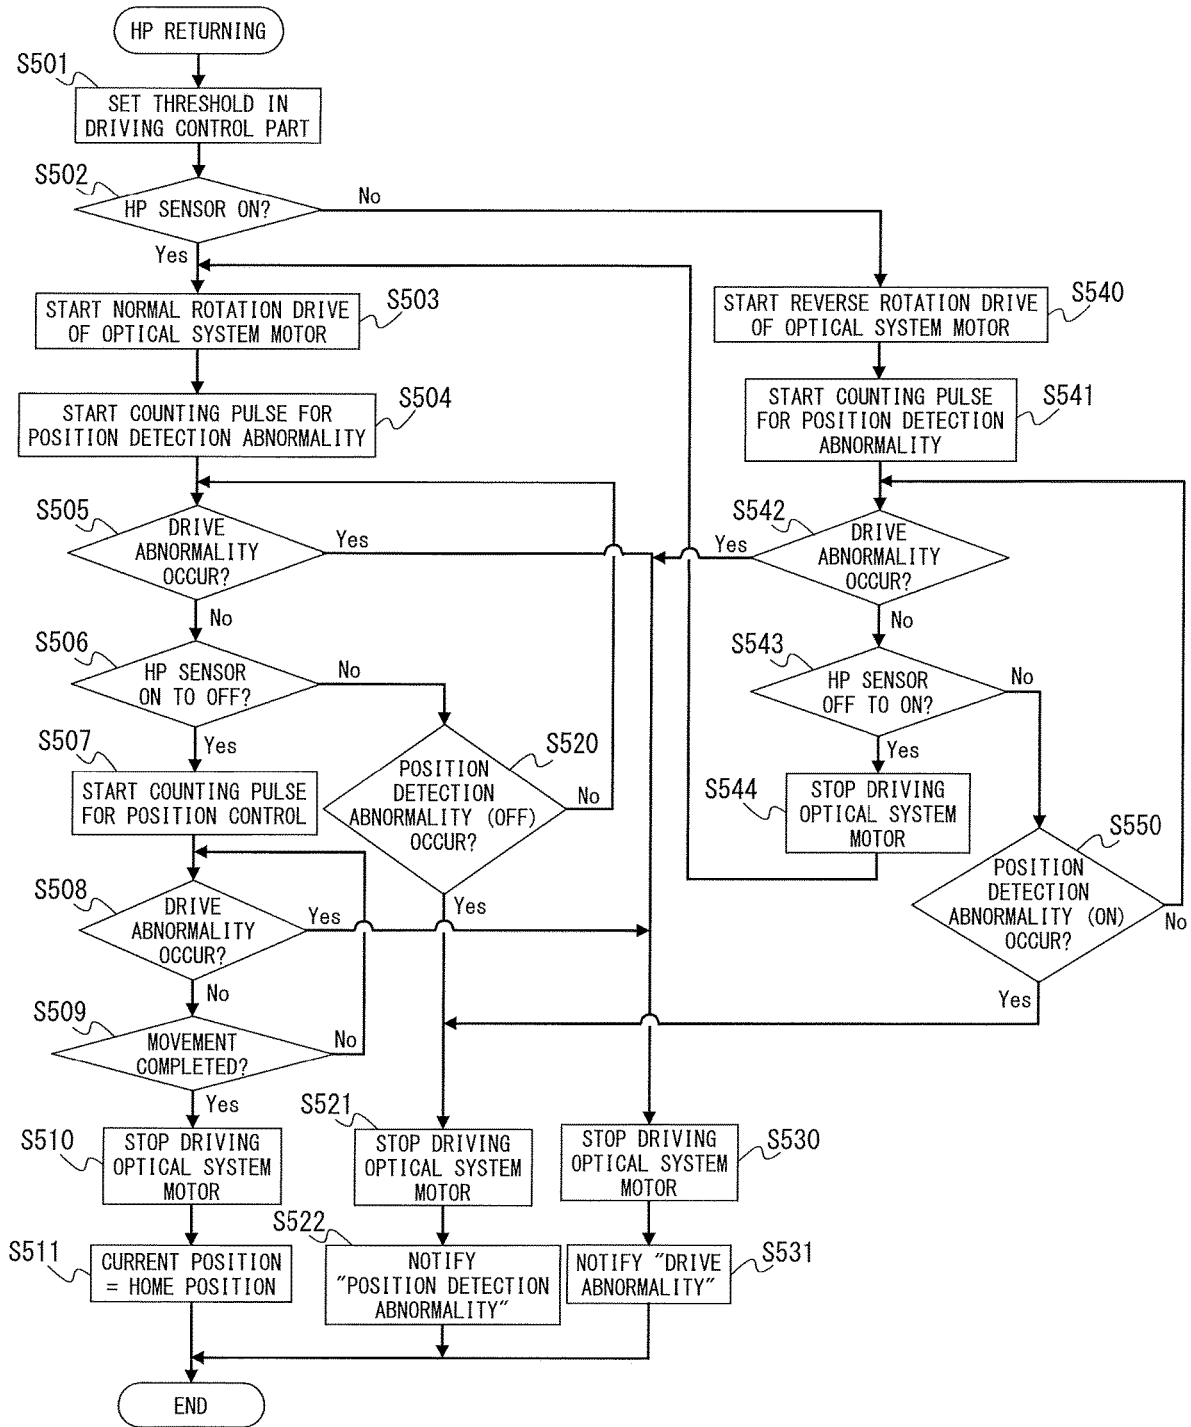 HP RETURNING
S501
SET THRESHOLD IN
DRIVING CONTROL PART
S502
HP SENSOR ON?
No
Yes
START NORMAL ROTATION DRIVE
OF OPTICAL SYSTEM MOTOR
S503
START REVERSE ROTATION DRIVE
OF OPTICAL SYSTEM MOTOR
S540
START COUNTING PULSE FOR
POSITION DETECTION ABNORMALITY
S504
START COUNTING PULSE
FOR POSITION DETECTION
ABNORMALITY
S541
S505
DRIVE
ABNORMALITY
OCCUR?
Yes
No
S542
DRIVE
ABNORMALITY
OCCUR?
Yes
No
S506
HP SENSOR
ON TO OFF?
No
Yes
S543
HP SENSOR
OFF TO ON?
No
Yes
S507
START COUNTING PULSE
FOR POSITION CONTROL
S520
POSITION
DETECTION
ABNORMALITY (OFF)
OCCUR?
No
Yes
S544
STOP DRIVING
OPTICAL SYSTEM
MOTOR
S550
POSITION
DETECTION
ABNORMALITY (ON)
OCCUR?
No
Yes
S508
DRIVE
ABNORMALITY
OCCUR?
Yes
No
S509
MOVEMENT
COMPLETED?
No
Yes
S510
STOP DRIVING
OPTICAL SYSTEM
MOTOR
S521
STOP DRIVING
OPTICAL SYSTEM
MOTOR
STOP DRIVING
OPTICAL SYSTEM
MOTOR
S530
S511
CURRENT POSITION
= HOME POSITION
S522
NOTIFY
"POSITION DETECTION
ABNORMALITY"
NOTIFY "DRIVE
ABNORMALITY"
S531
END